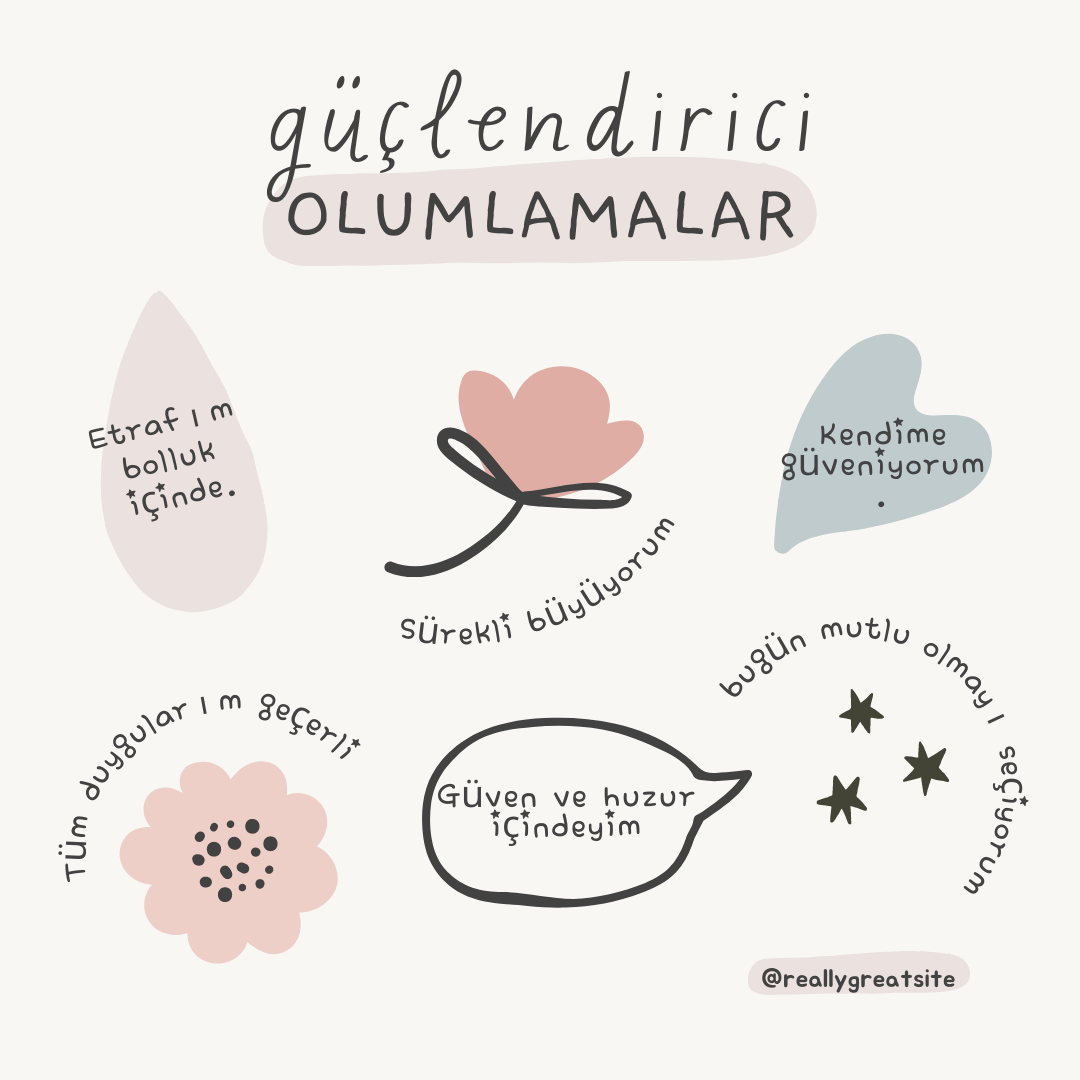 güçlendirici
OLUMLAMALAR
Etrafım
bolluk
içinde.
Sürekli büyüyorum
Kendime
güveniyorum
.
Tüm duygularım geçerli
Güven ve huzur
içindeyim
bugün mutlu olmayı seçiyorum
@reallygreatsite